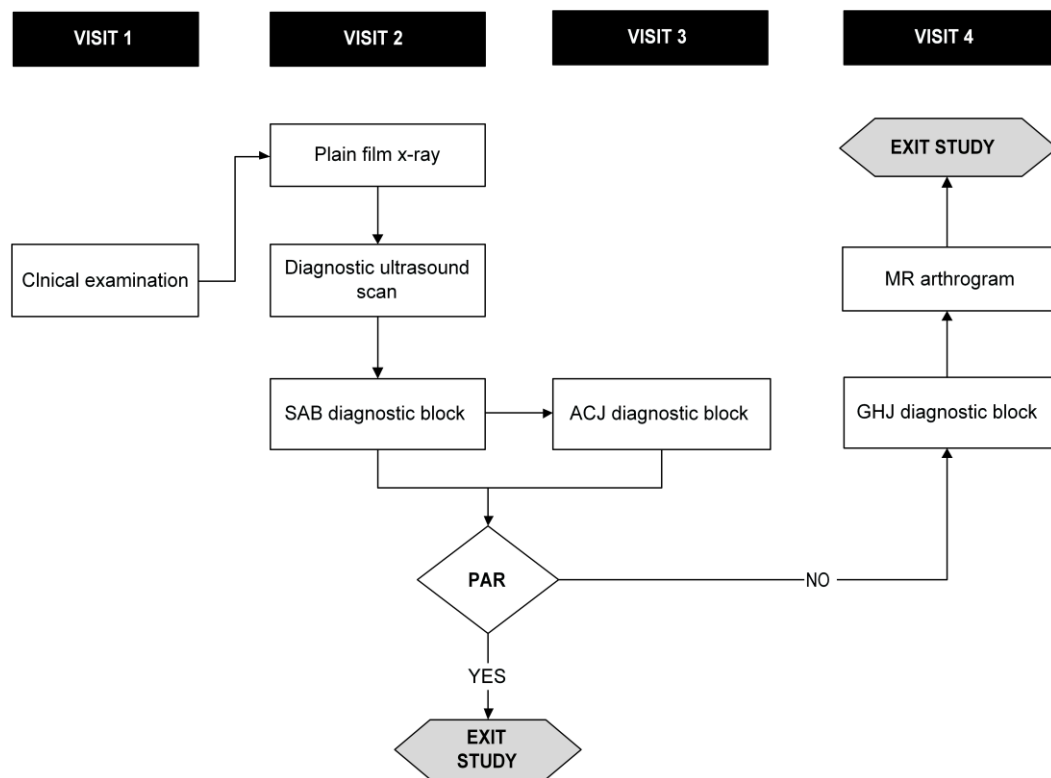 VISIT 1
VISIT 2
VISIT 3
VISIT 4
Plain film x-ray
EXIT STUDY
Clnical examination
Diagnostic ultrasound
scan
MR arthrogram
SAB diagnostic block
ACJ diagnostic block
GHJ diagnostic block
PAR
NO
YES
EXIT
STUDY